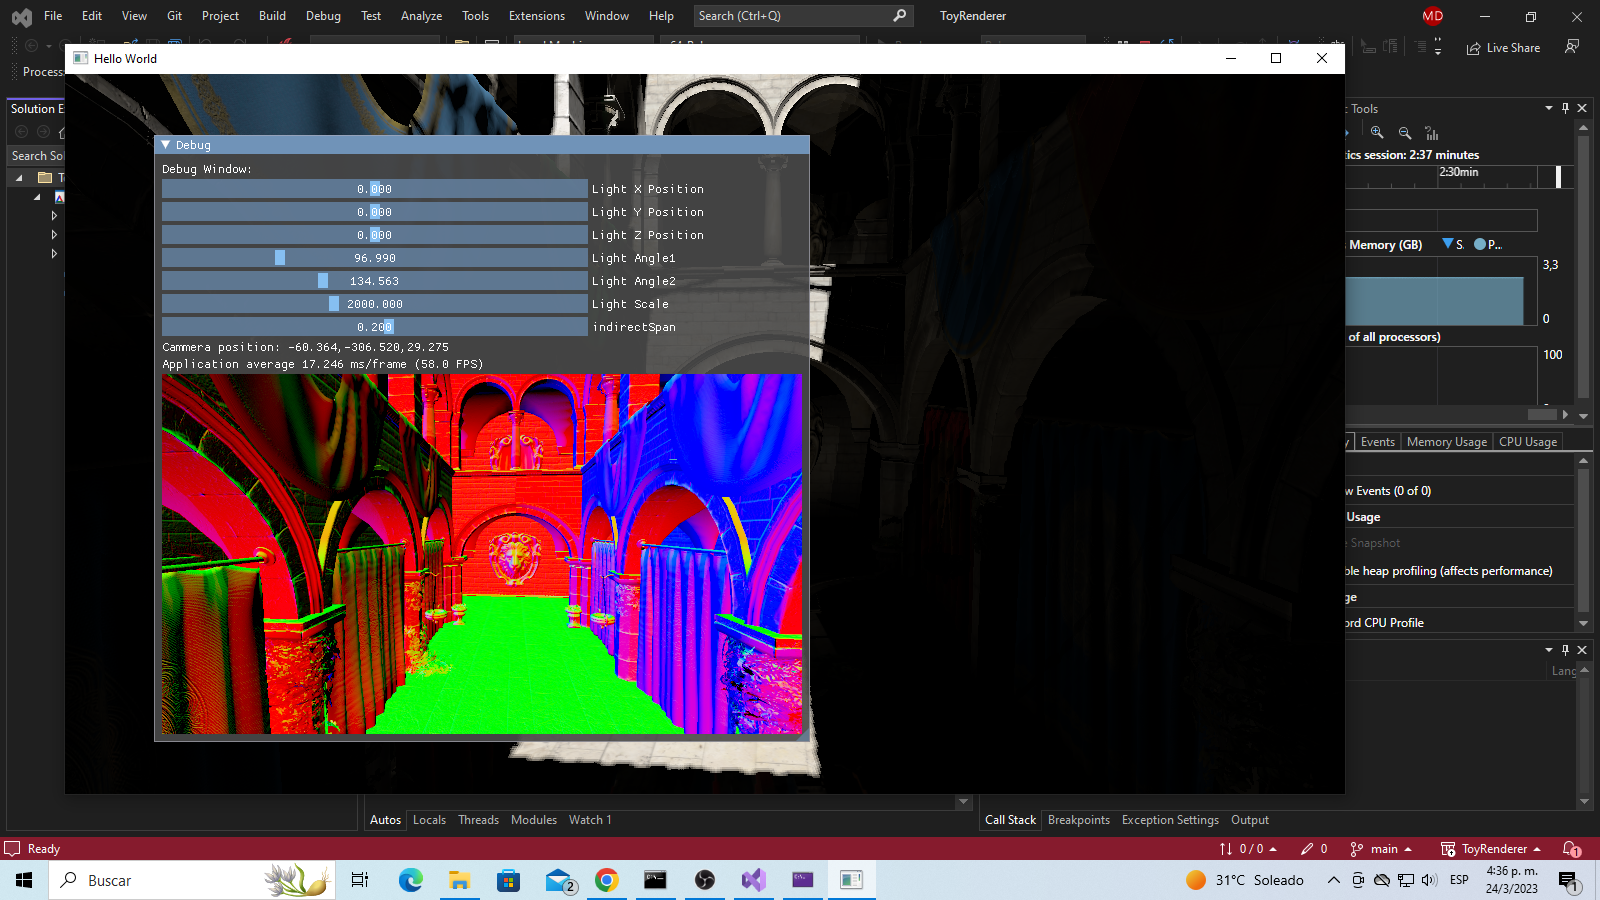 File Edit View Git Project Build Debug Test Analyze Tools Extensions Window Help Search (Ctrl+Q) ToyRenderer MD
Live Share
Process
Hello World
Solution E
Search Sol
Debug
Debug Window:
0.000 Light X Position
0.000 Light Y Position
0.000 Light Z Position
96.990 Light Angle1
134.563 Light Angle2
2000.000 Light Scale
0.200 indirectSpan
Cammera position: -60.364,-306.520,29.275
Application average 17.246 ms/frame (58.0 FPS)
Tools
tics session: 2:37 minutes
2:30min
Memory (GB) S. P...
3,3
0
of all processors)
100
Events Memory Usage CPU Usage
w Events (0 of 0)
Usage
Snapshot
ble heap profiling (affects performance)
ge
ord CPU Profile
Lang
Autos Locals Threads Modules Watch 1
Call Stack Breakpoints Exception Settings Output
Ready 0 / 0 0 main ToyRenderer 1
Buscar 2 31°C Soleado ESP 4:36 p. m.
24/3/2023 1